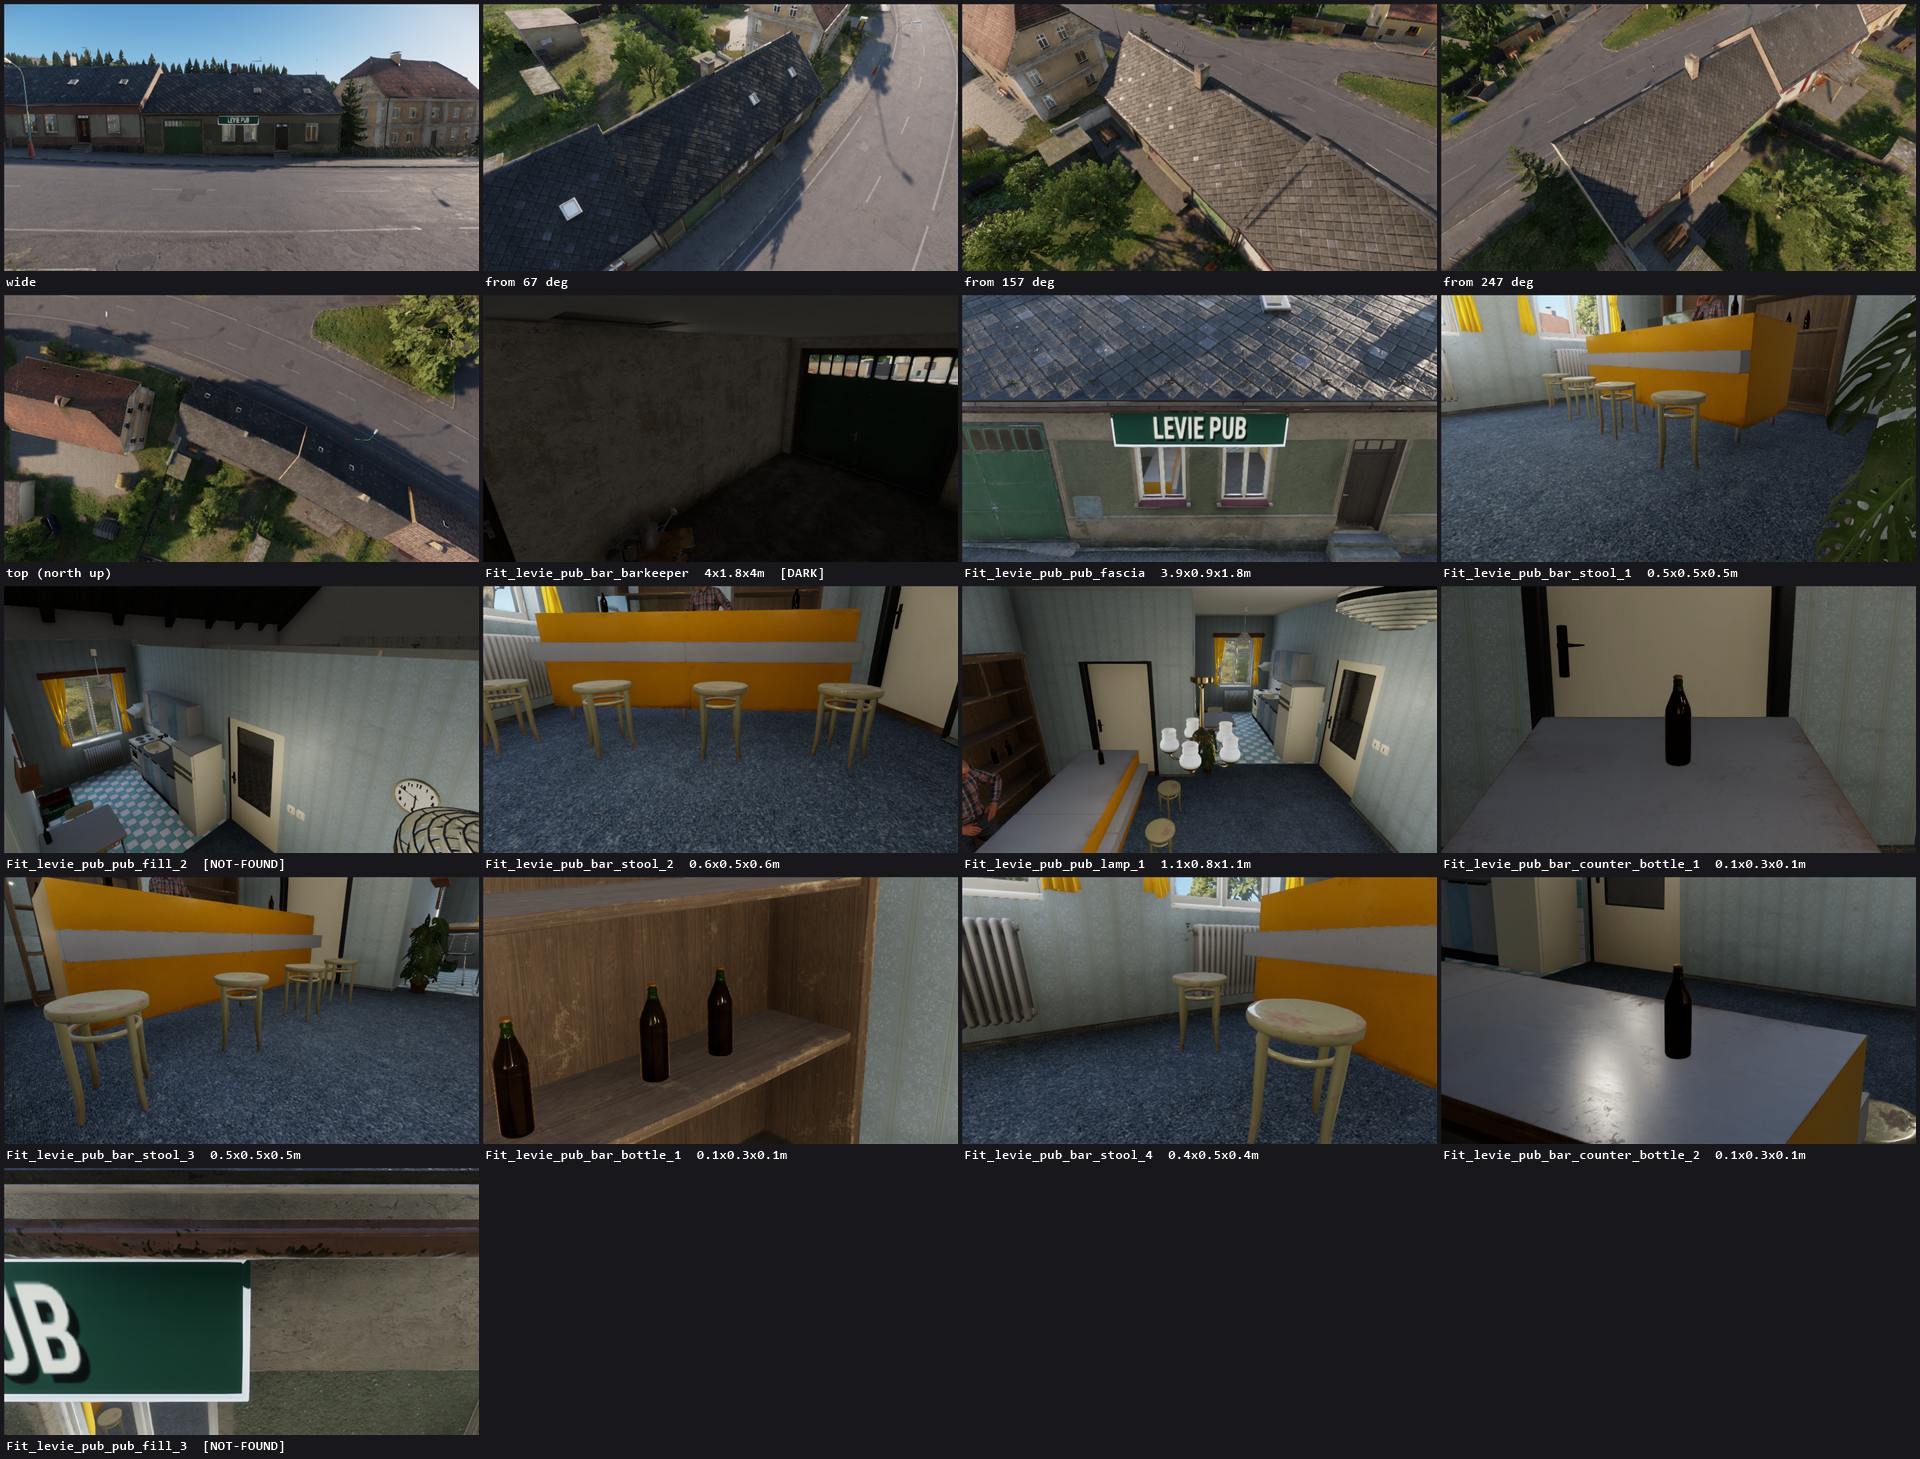 LEVIE PUB
wide
from 67 deg
from 157 deg
from 247 deg
LEVIE PUB
top (north up)
Fit_levie_pub_bar_barkeeper 4x1.8x4m [DARK]
Fit_levie_pub_pub_fascia 3.9x0.9x1.8m
Fit_levie_pub_bar_stool_1 0.5x0.5x0.5m
Fit_levie_pub_pub_fill_2 [NOT-FOUND]
Fit_levie_pub_bar_stool_2 0.6x0.5x0.6m
Fit_levie_pub_pub_lamp_1 1.1x0.8x1.1m
Fit_levie_pub_bar_counter_bottle_1 0.1x0.3x0.1m
Fit_levie_pub_bar_stool_3 0.5x0.5x0.5m
Fit_levie_pub_bar_bottle_1 0.1x0.3x0.1m
Fit_levie_pub_bar_stool_4 0.4x0.5x0.4m
Fit_levie_pub_bar_counter_bottle_2 0.1x0.3x0.1m
UB
Fit_levie_pub_pub_fill_3 [NOT-FOUND]